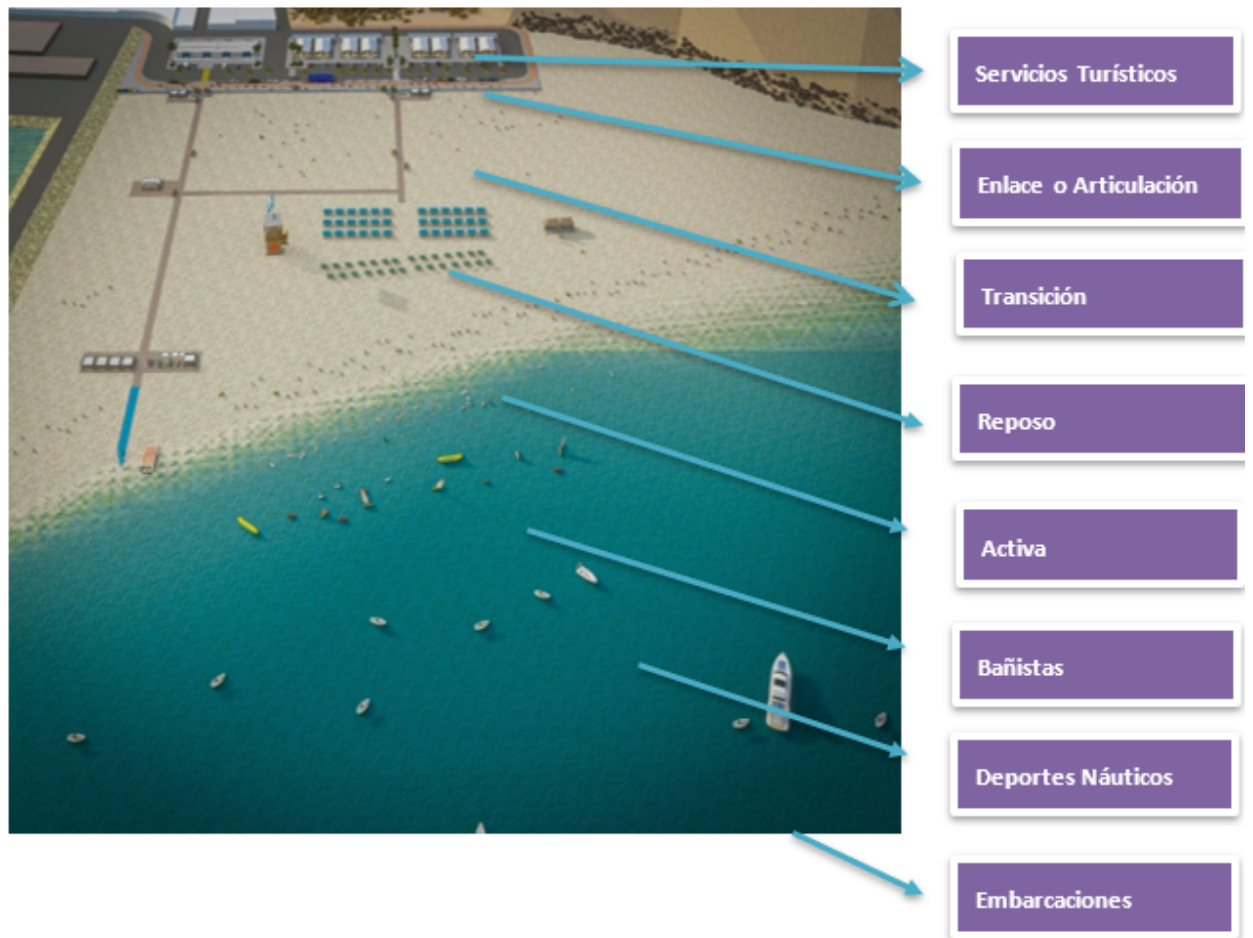 Servicios Turísticos
Enlace o Articulación
Transición
Reposo
Activa
Bañistas
Deportes Náuticos
Embarcaciones